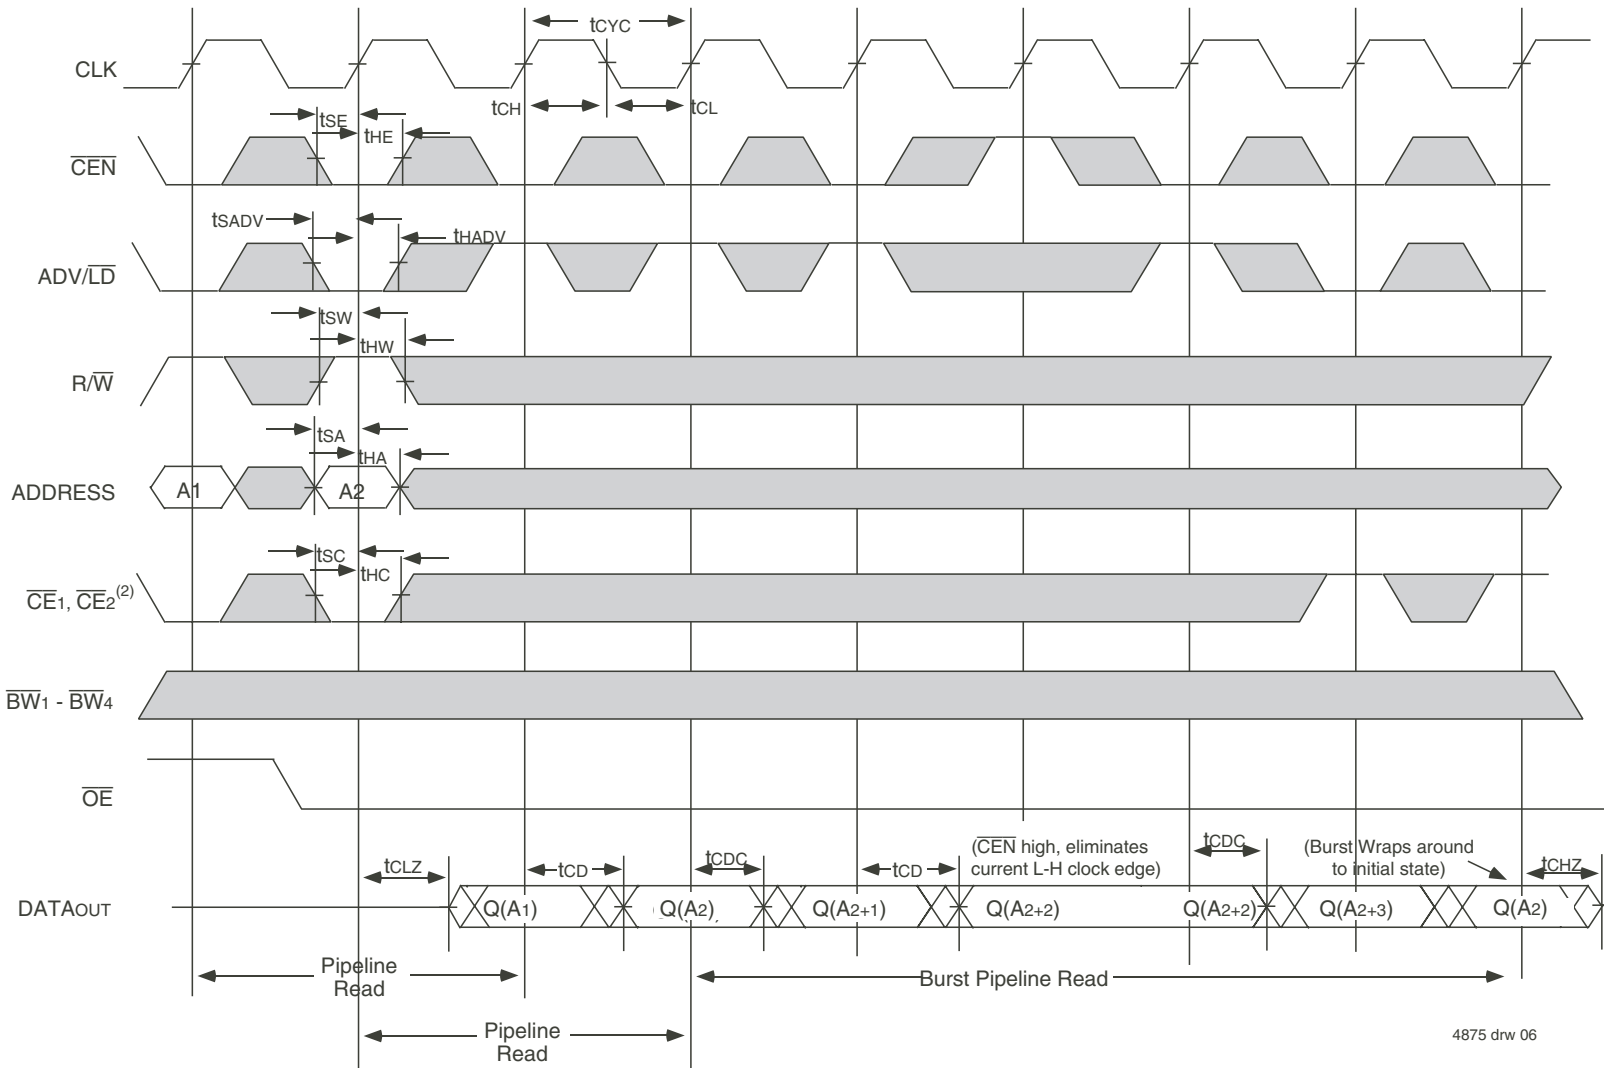 tCYC
CLK
tCH
tCL
tSE
tHE
CEN
tSADV
tHADV
ADV/LD
tSW
tHW
R/W
tSA
tHA
ADDRESS
A1
A2
tSC
tHC
CE1, CE2(2)
BW1 - BW4
OE
(CEN high, eliminates
current L-H clock edge)
(Burst Wraps around
to initial state)
tCLZ
tCD
tCDC
tCD
tCDC
tCHZ
DATAOUT
Q(A1)
Q(A2)
Q(A2+1)
Q(A2+2)
Q(A2+2)
Q(A2+3)
Q(A2)
Pipeline
Read
Burst Pipeline Read
Pipeline
Read
4875 drw 06